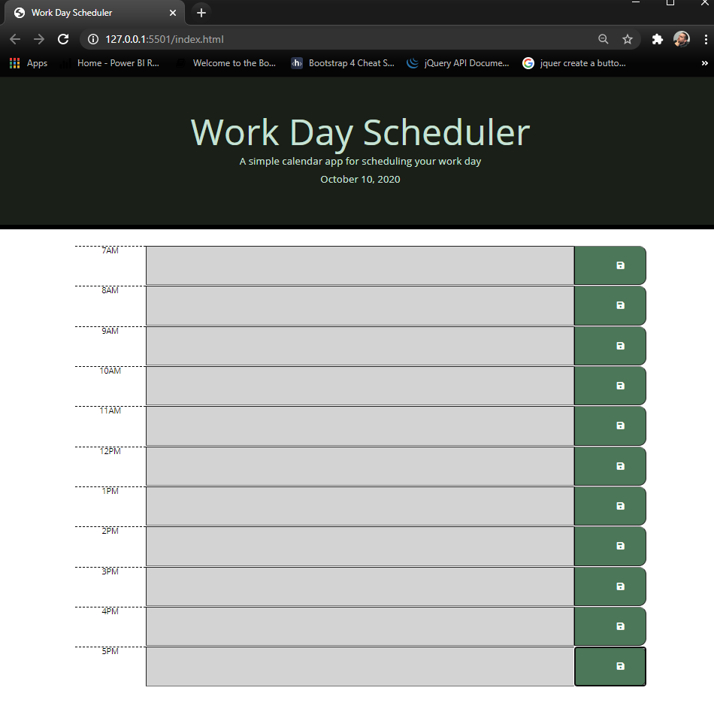 Work Day Scheduler
127.0.0.1:5501/index.html
Apps
Home - Power BI R...
Welcome to the Bo...
h
Bootstrap 4 Cheat S...
jQuery API Docume...
jquer create a butto...
Work Day Scheduler
A simple calendar app for scheduling your work day
October 10, 2020
7AM
8AM
9AM
10AM
11AM
12PM
1PM
2PM
3PM
4PM
5PM